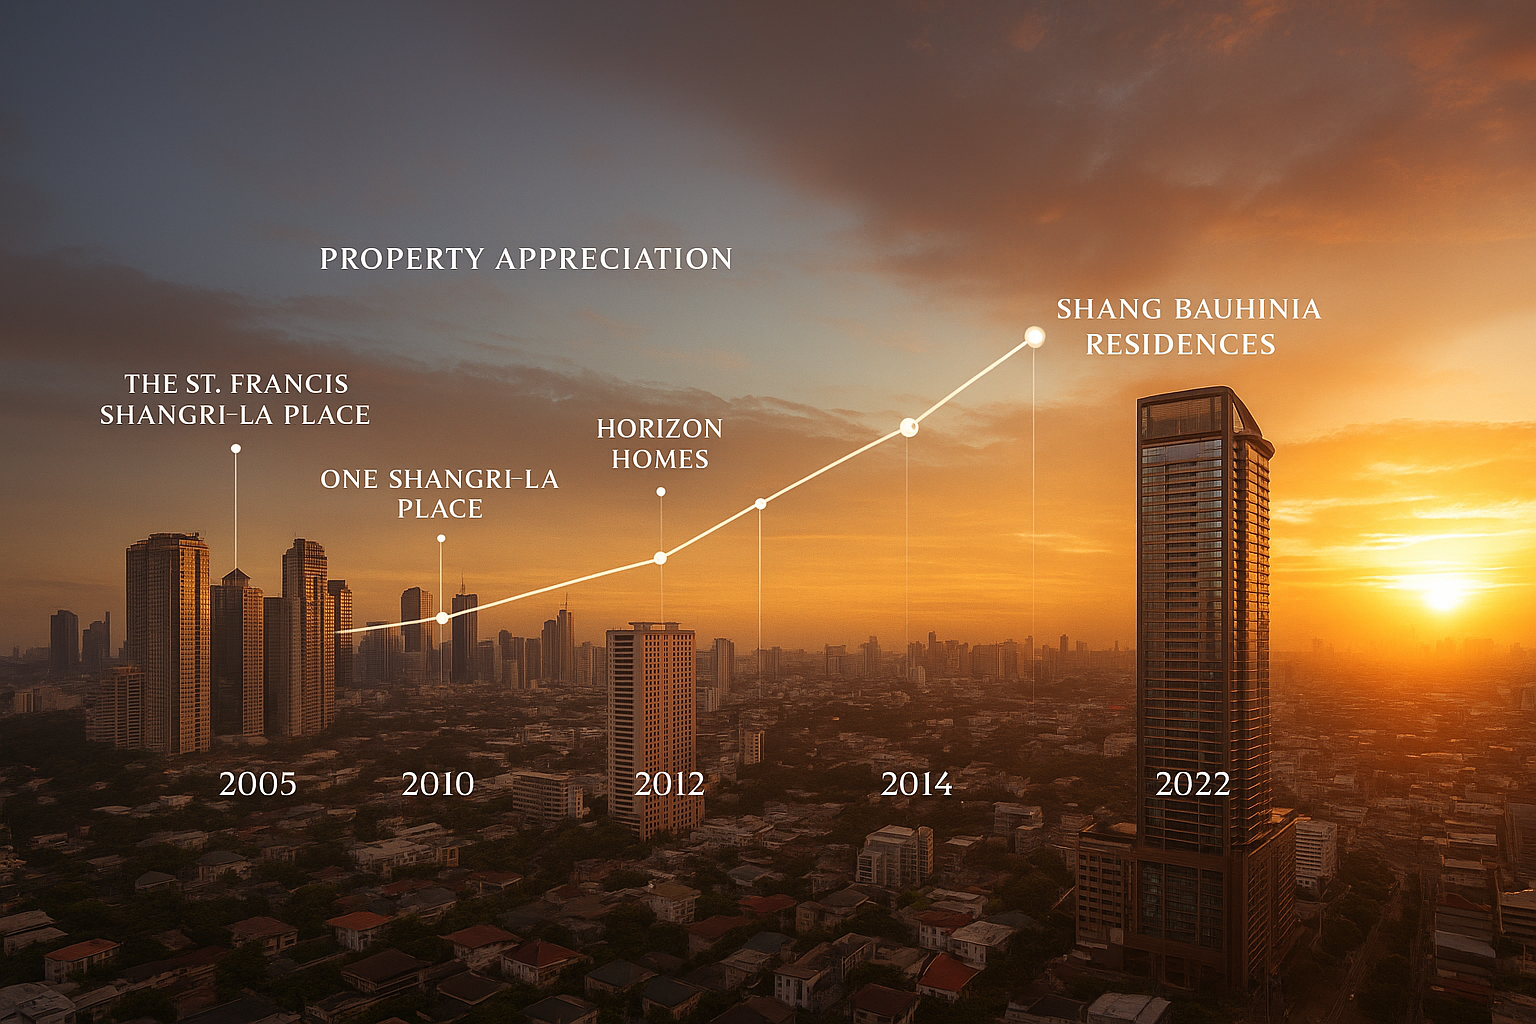 PROPERTY APPRECIATION
SHANG BAUHINIA
RESIDENCES
THE ST. FRANCIS
SHANGRI-LA PLACE
HORIZON
HOMES
ONE SHANGRI-LA
PLACE
2005
2010
2012
2014
2022